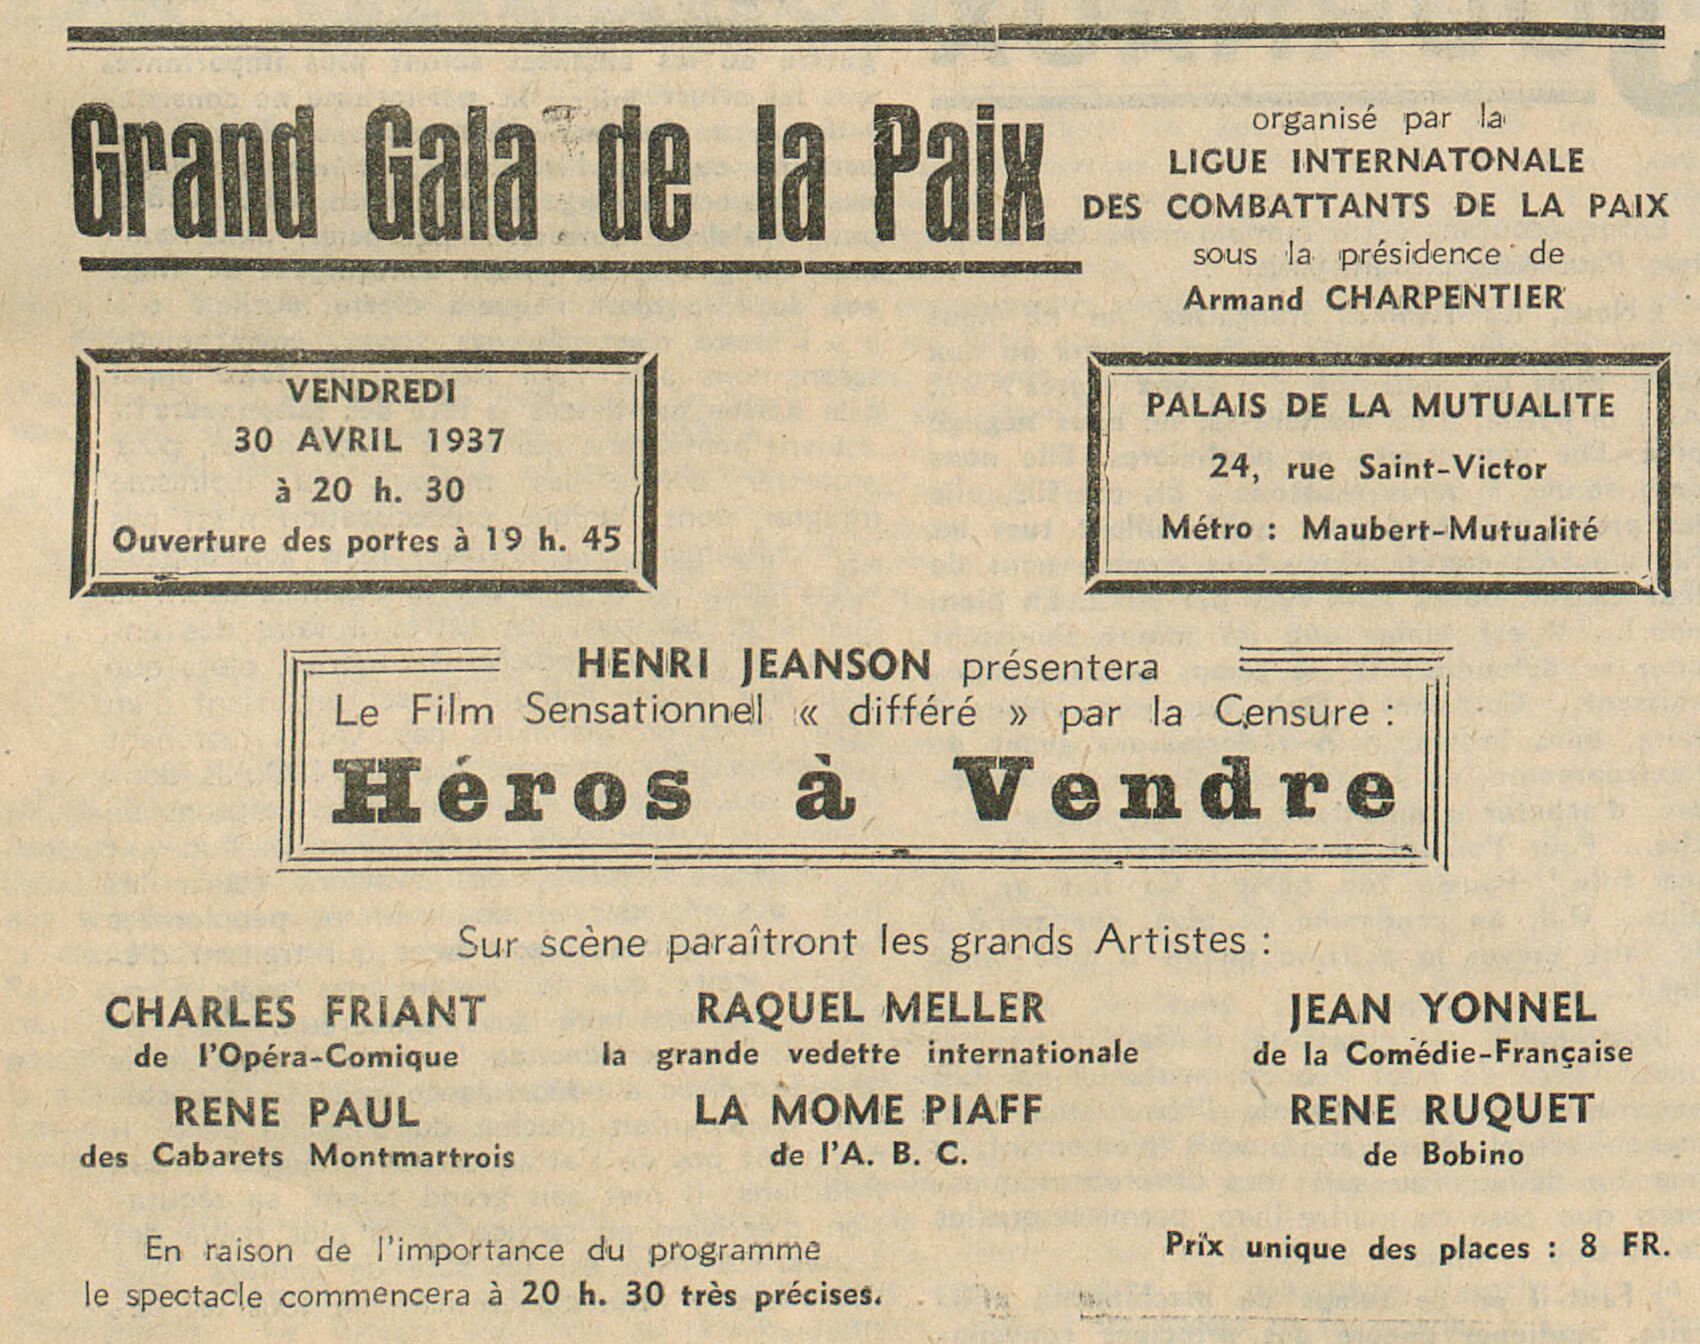 Grand Gala de la Paix
organisé par la
LIGUE INTERNATONALE
DES COMBATTANTS DE LA PAIX
sous la présidence de
Armand CHARPENTIER
VENDREDI
30 AVRIL 1937
à 20 h. 30
Ouverture des portes à 19 h. 45
PALAIS DE LA MUTUALITE
24, rue Saint-Victor
Métro : Maubert-Mutualité
HENRI JEANSON présentera
Le Film Sensationnel « différé » par la Censure :
Héros à Vendre
Sur scène paraîtront les grands Artistes :
CHARLES FRIANT
de l'Opéra-Comique
RAQUEL MELLER
la grande vedette internationale
JEAN YONNEL
de la Comédie-Française
RENE PAUL
des Cabarets Montmartrois
LA MOME PIAFF
de l'A. B. C.
RENE RUQUET
de Bobino
En raison de l'importance du programme
le spectacle commencera à 20 h. 30 très précises.
Prix unique des places : 8 FR.